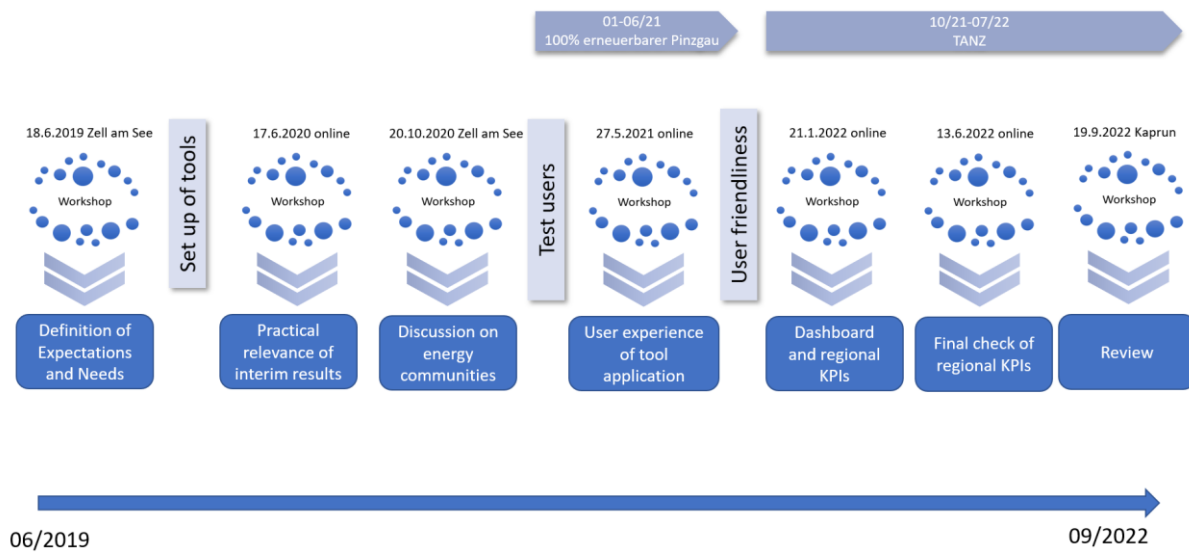 01-06/21
100% erneuerbarer Pinzgau
10/21-07/22
TANZ
18.6.2019 Zell am See
Workshop
Definition of
Expectations
and Needs
Set up of tools
17.6.2020 online
Workshop
Practical
relevance of
interim results
20.10.2020 Zell am See
Workshop
Discussion on
energy
communities
Test users
27.5.2021 online
Workshop
User experience
of tool
application
User friendliness
21.1.2022 online
Workshop
Dashboard
and regional
KPIs
13.6.2022 online
Workshop
Final check of
regional KPIs
19.9.2022 Kaprun
Workshop
Review
06/2019
09/2022